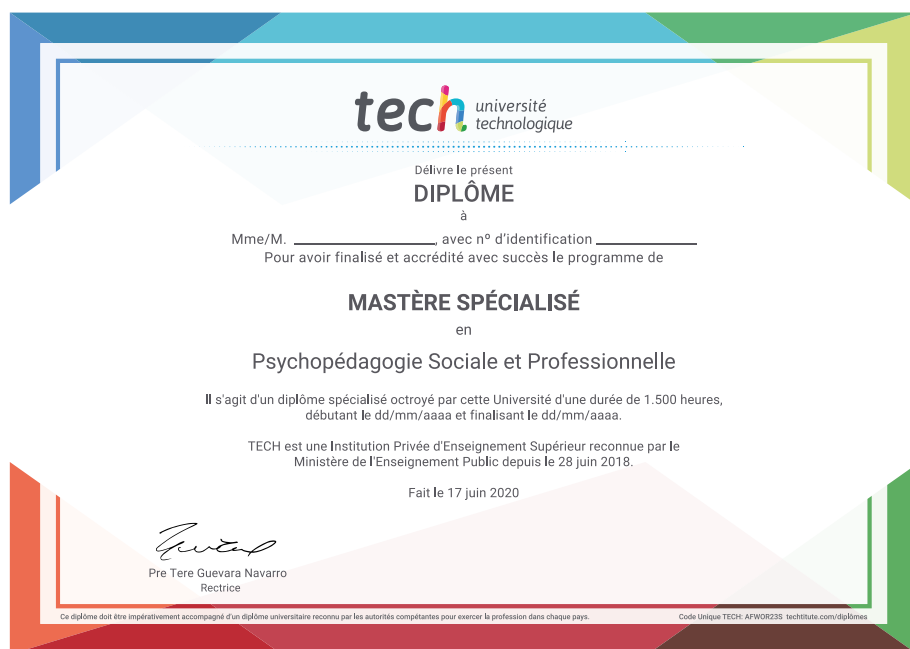 tech université
technologique
Délivre le présent
DIPLÔME
à
Mme/M. ____________________, avec nº d'identification ______________
Pour avoir finalisé et accrédité avec succès le programme de
MASTÈRE SPÉCIALISÉ
en
Psychopédagogie Sociale et Professionnelle
Il s'agit d'un diplôme spécialisé octroyé par cette Université d'une durée de 1.500 heures,
débutant le dd/mm/aaaa et finalisant le dd/mm/aaaa.
TECH est une Institution Privée d'Enseignement Supérieur reconnue par le
Ministère de l'Enseignement Public depuis le 28 juin 2018.
Fait le 17 juin 2020
Pre Tere Guevara Navarro
Rectrice
Ce diplôme doit être impérativement accompagné d'un diplôme universitaire reconnu par les autorités compétantes pour exercer la profession dans chaque pays.
Code Unique TECH: AFWOR23S techtitute.com/diplômes